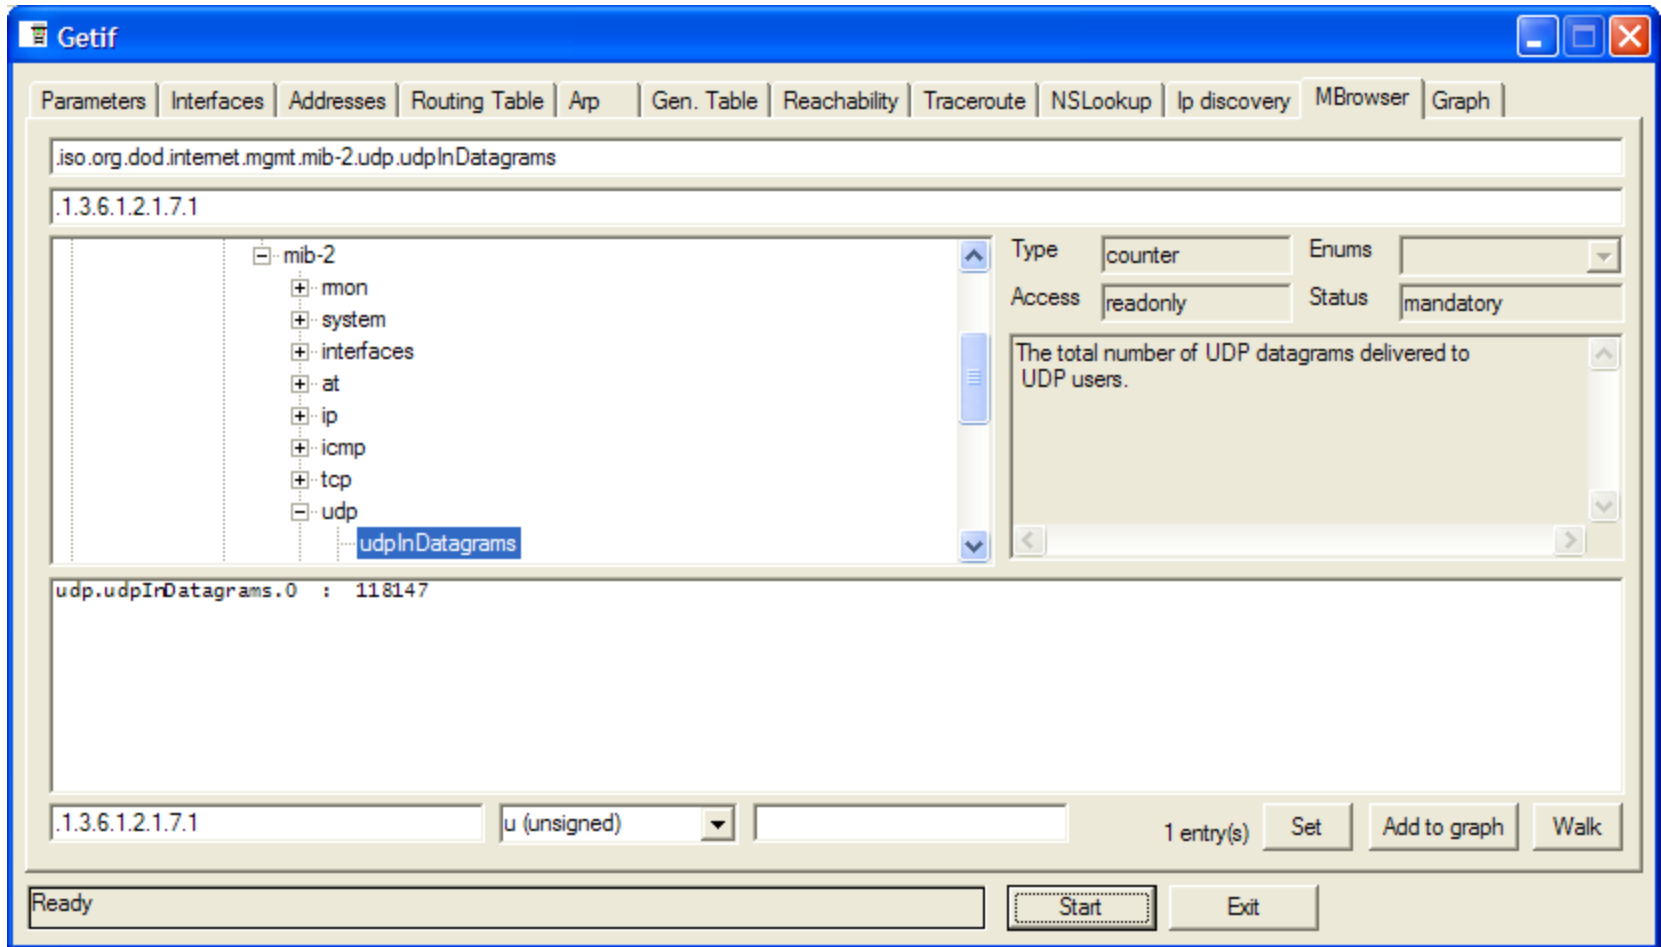 Getif
Parameters Interfaces Addresses Routing Table Arp Gen. Table Reachability Traceroute NSLookup Ip discovery MBrowser Graph
.iso.org.dod.internet.mgmt.mib-2.udp.udpInDatagrams
.1.3.6.1.2.1.7.1
mib-2
rmon
system
interfaces
at
ip
icmp
tcp
udp
udpInDatagrams
Type counter Enums
Access readonly Status mandatory
The total number of UDP datagrams delivered to
UDP users.
udp.udpInDatagrams.0 : 118147
.1.3.6.1.2.1.7.1 u (unsigned) 1 entry(s) Set Add to graph Walk
Ready Start Exit